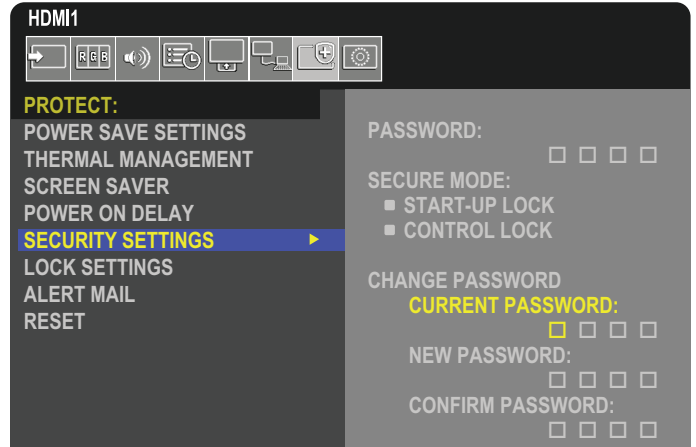 HDMI1
RGB
PROTECT:
POWER SAVE SETTINGS
THERMAL MANAGEMENT
SCREEN SAVER
POWER ON DELAY
SECURITY SETTINGS
LOCK SETTINGS
ALERT MAIL
RESET
PASSWORD:
SECURE MODE:
START-UP LOCK
CONTROL LOCK
CHANGE PASSWORD
CURRENT PASSWORD:
NEW PASSWORD:
CONFIRM PASSWORD: